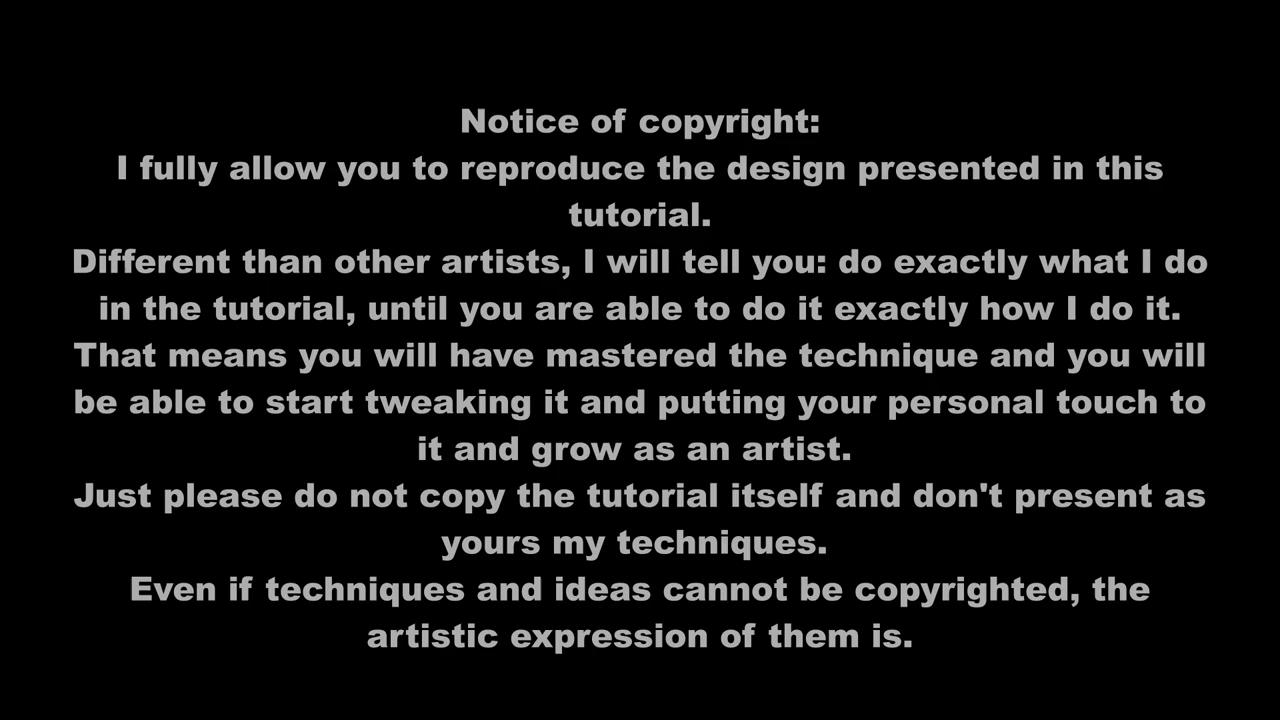 Notice of copyright:
I fully allow you to reproduce the design presented in this
tutorial.
Different than other artists, I will tell you: do exactly what I do
in the tutorial, until you are able to do it exactly how I do it.
That means you will have mastered the technique and you will
be able to start tweaking it and putting your personal touch to
it and grow as an artist.
Just please do not copy the tutorial itself and don't present as
yours my techniques.
Even if techniques and ideas cannot be copyrighted, the
artistic expression of them is.